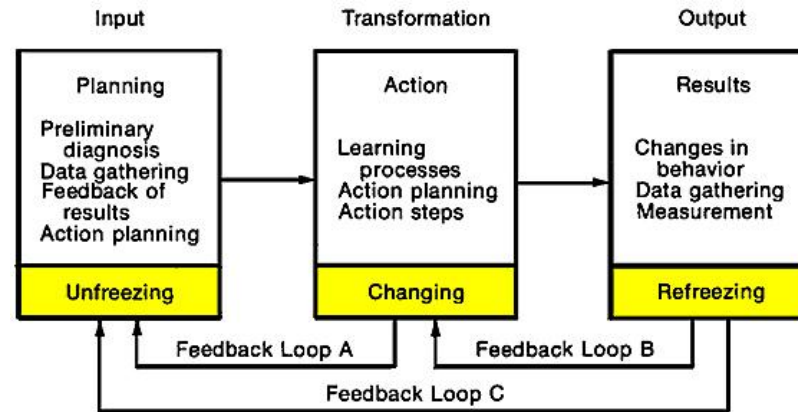 Input
Transformation
Output
Planning
Preliminary
diagnosis
Data gathering
Feedback of
results
Action planning
Unfreezing
Action
Learning
processes
Action planning
Action steps
Changing
Results
Changes in
behavior
Data gathering
Measurement
Refreezing
Feedback Loop A
Feedback Loop B
Feedback Loop C